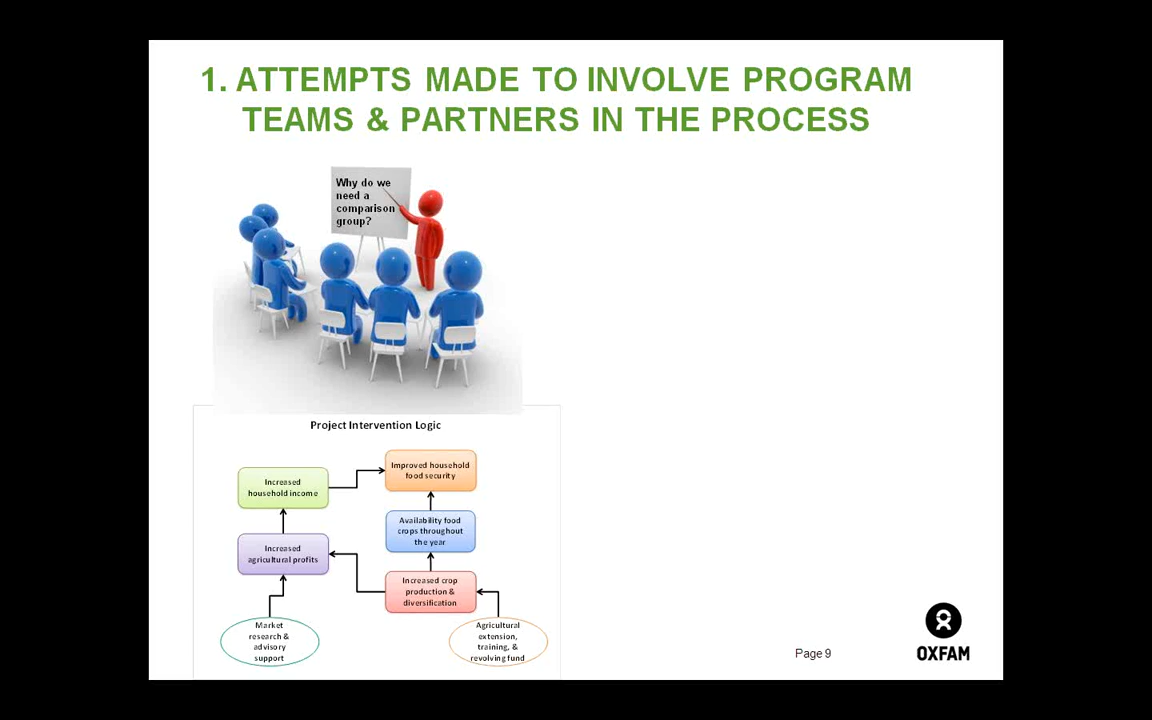 1. ATTEMPTS MADE TO INVOLVE PROGRAM
TEAMS & PARTNERS IN THE PROCESS
Why do we
need a
comparison
group?
Project Intervention Logic
Improved household
food security
Increased
household income
Availability food
crops throughout
the year
Increased
agricultural profits
Increased crop
production &
diversification
Market
research &
advisory
support
Agricultural
extension,
training, &
revolving fund
Page 9
OXFAM